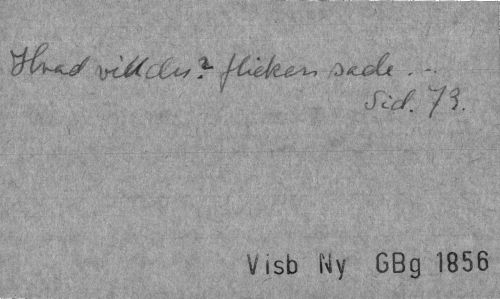 Hvad vill du? flickan sade...
Sid. 73.
Visb Ny GBg 1856